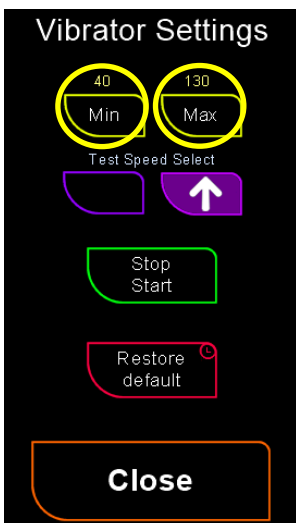 Vibrator Settings
40 130
Min Max
Test Speed Select
Stop
Start
Restore
default
Close